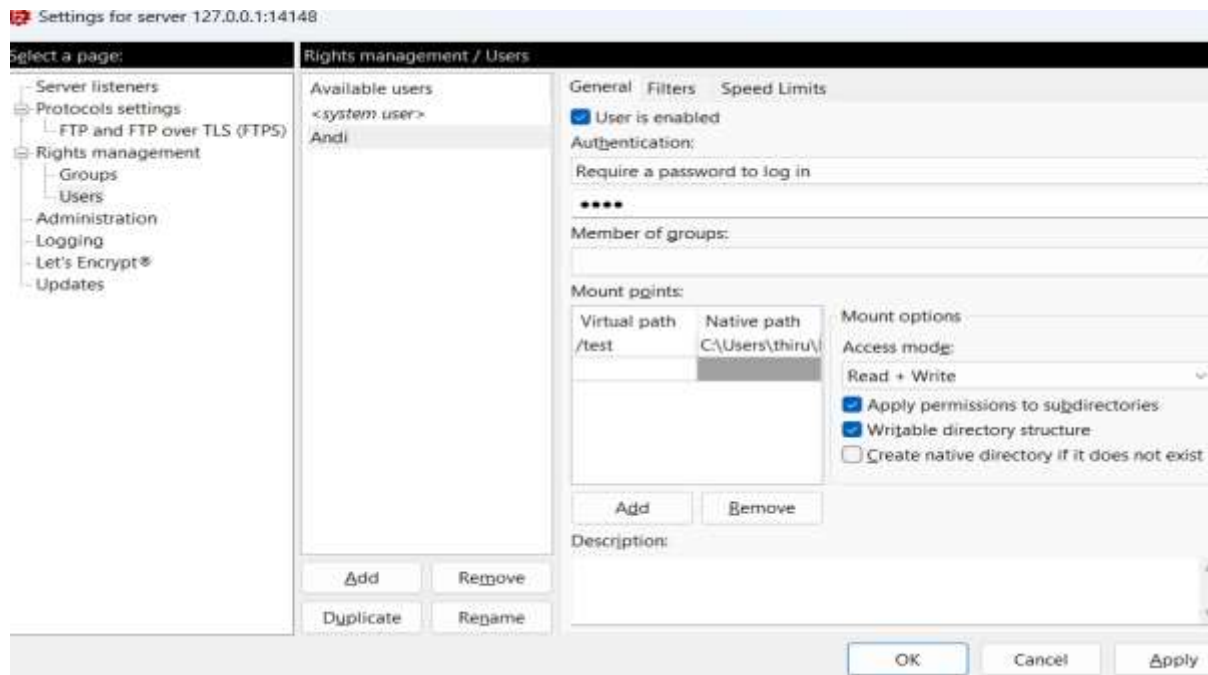 Settings for server 127.0.0.1:14148
Select a page:
Server listeners
Protocols settings
FTP and FTP over TLS (FTPS)
Rights management
Groups
Users
Administration
Logging
Let's Encrypt®
Updates
Rights management / Users
Available users
<system user>
Andi
Add Remove
Duplicate Rename
General Filters Speed Limits
User is enabled
Authentication:
Require a password to log in
••••
Member of groups:
Mount points:
Virtual path Native path
/test C:\Users\thiru\
Mount options
Access mode:
Read + Write
Apply permissions to subdirectories
Writable directory structure
Create native directory if it does not exist
Add Remove
Description:
OK Cancel Apply